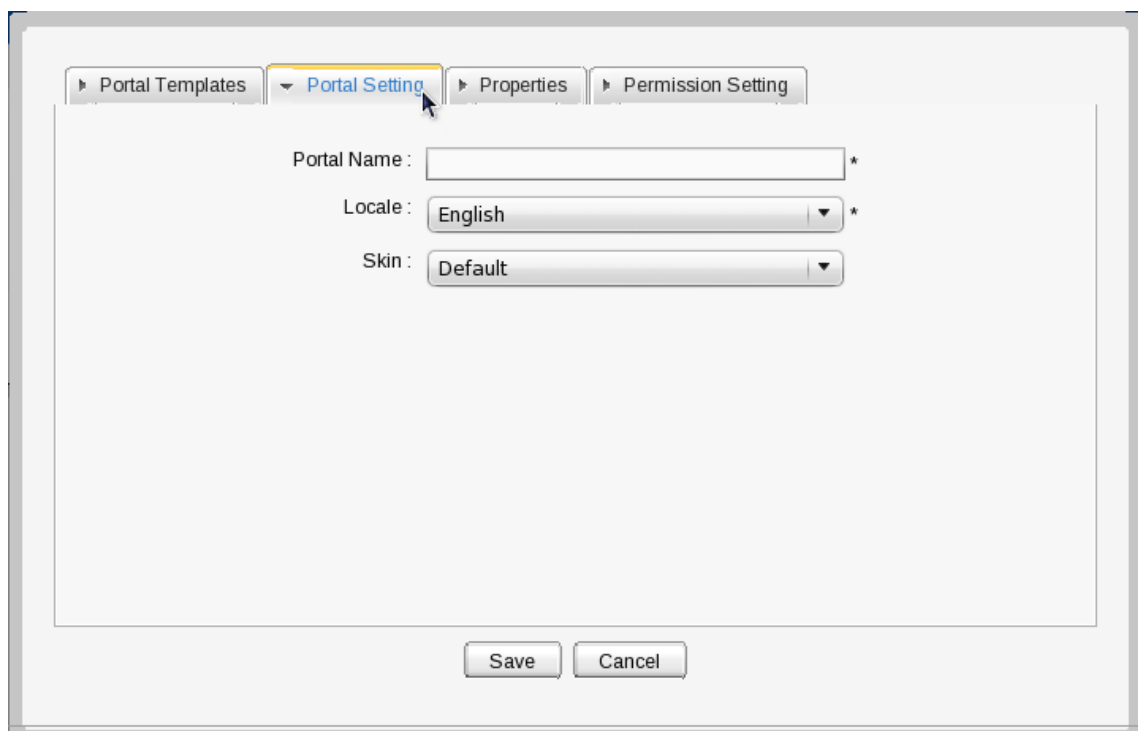 Portal Templates Portal Setting Properties Permission Setting
Portal Name : *
Locale : English *
Skin : Default
Save Cancel